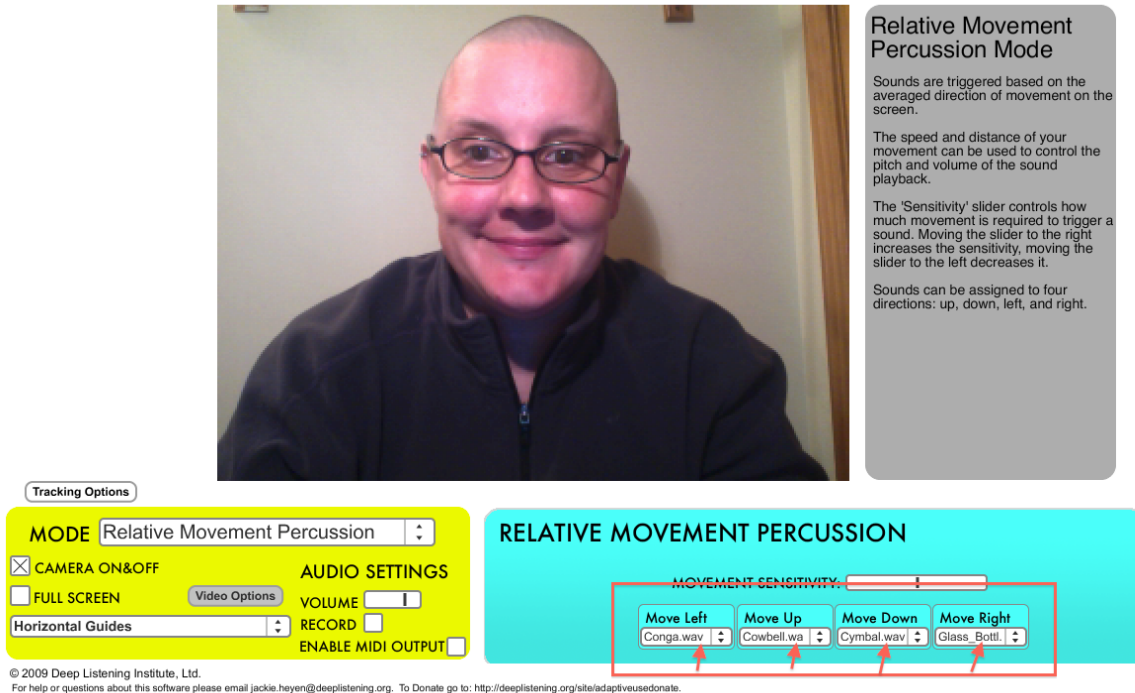 Relative Movement
Percussion Mode
Sounds are triggered based on the
averaged direction of movement on the
screen.
The speed and distance of your
movement can be used to control the
pitch and volume of the sound
playback.
The 'Sensitivity' slider controls how
much movement is required to trigger a
sound. Moving the slider to the right
increases the sensitivity, moving the
slider to the left decreases it.
Sounds can be assigned to four
directions: up, down, left, and right.
Tracking Options
MODE Relative Movement Percussion
CAMERA ON&OFF
FULL SCREEN
Video Options
Horizontal Guides
AUDIO SETTINGS
VOLUME
RECORD
ENABLE MIDI OUTPUT
RELATIVE MOVEMENT PERCUSSION
MOVEMENT SENSITIVITY:
Move Left Move Up Move Down Move Right
Conga.wav Cowbell.wa Cymbal.wav Glass_Bottl.
© 2009 Deep Listening Institute, Ltd.
For help or questions about this software please email jackie.heyen@deeplistening.org. To Donate go to: http://deeplistening.org/site/adaptiveusedonate.